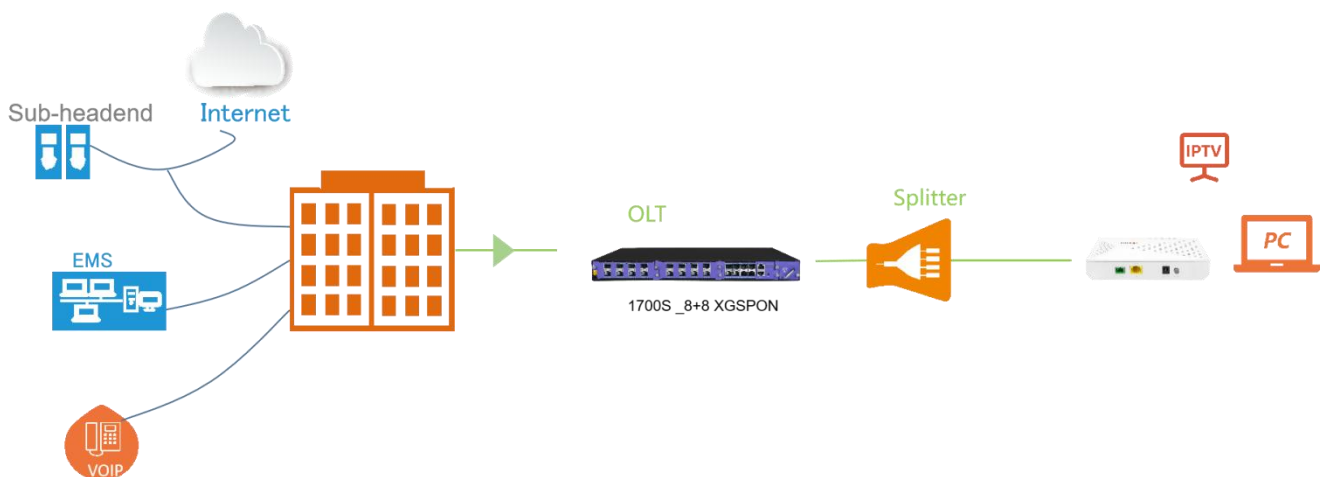 Sub-headend
Internet
EMS
VOIP
OLT
1700S _8+8 XGSPON
Splitter
IPTV
PC